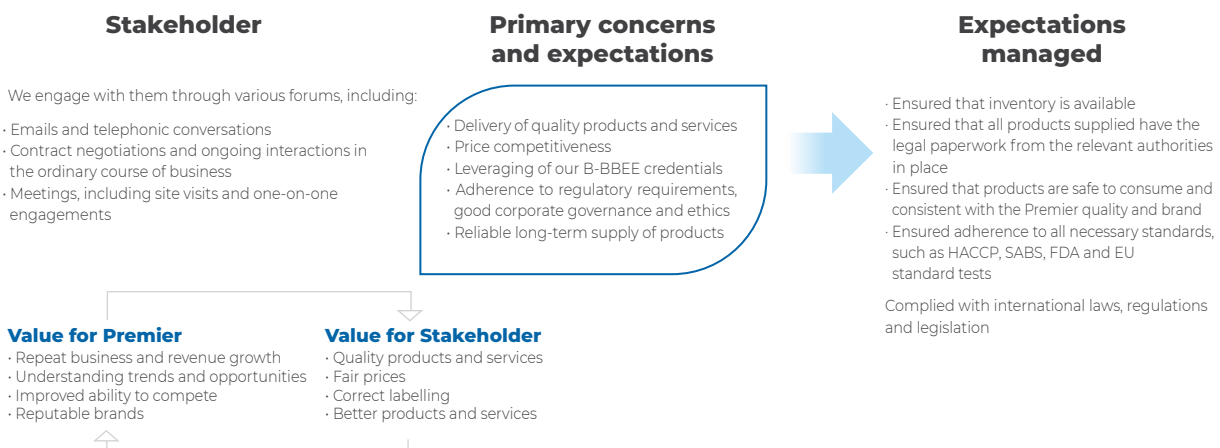 Stakeholder
We engage with them through various forums, including:
· Emails and telephonic conversations
· Contract negotiations and ongoing interactions in
the ordinary course of business
· Meetings, including site visits and one-on-one
engagements
Primary concerns
and expectations
· Delivery of quality products and services
· Price competitiveness
· Leveraging of our B-BBEE credentials
· Adherence to regulatory requirements,
good corporate governance and ethics
· Reliable long-term supply of products
Expectations
managed
· Ensured that inventory is available
· Ensured that all products supplied have the
legal paperwork from the relevant authorities
in place
· Ensured that products are safe to consume and
consistent with the Premier quality and brand
· Ensured adherence to all necessary standards,
such as HACCP, SABS, FDA and EU
standard tests
Complied with international laws, regulations
and legislation
Value for Premier
· Repeat business and revenue growth
· Understanding trends and opportunities
· Improved ability to compete
· Reputable brands
Value for Stakeholder
· Quality products and services
· Fair prices
· Correct labelling
· Better products and services